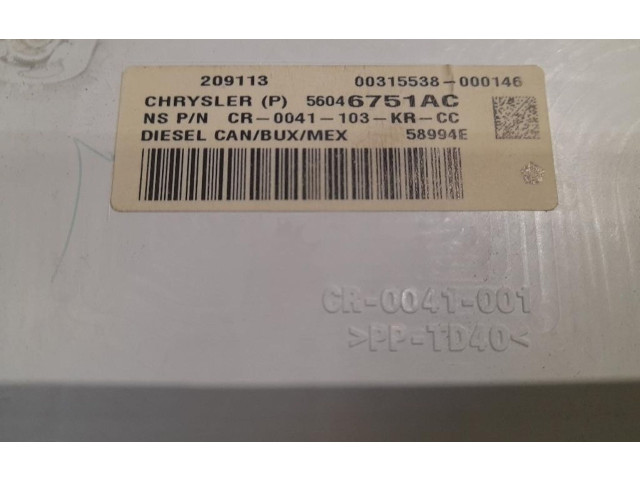 209113 00315538-000146
CHRYSLER (P) 56046751AC
NS P/N CR-0041-103-KR-CC
DIESEL CAN/BUX/MEX 58994E
CR-0041-001
>PP-TD40<